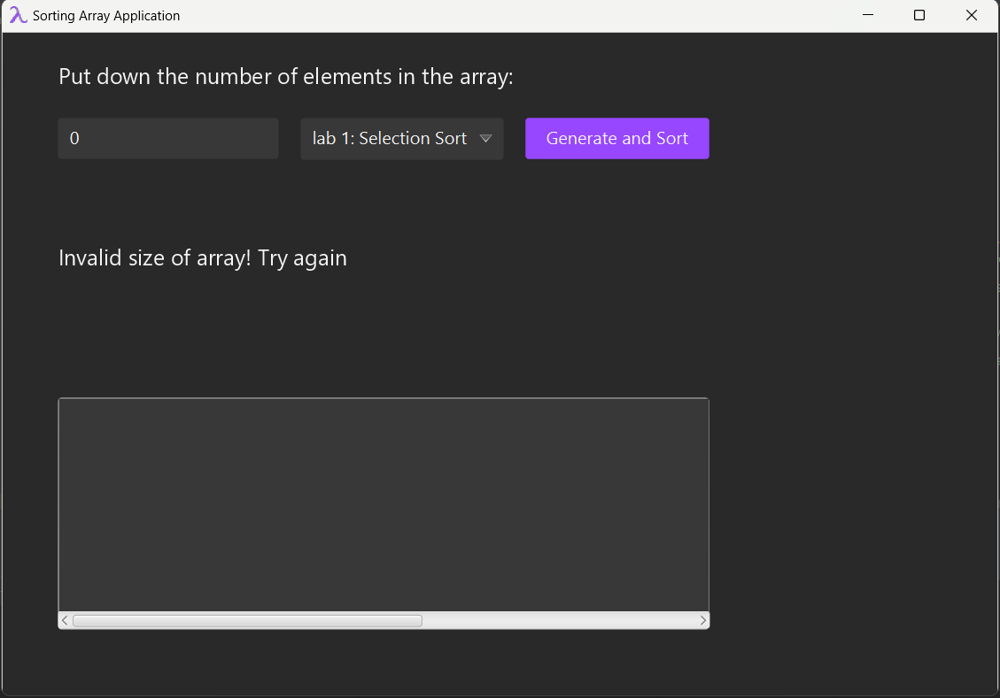 Sorting Array Application
Put down the number of elements in the array:
0
lab 1: Selection Sort
Generate and Sort
Invalid size of array! Try again